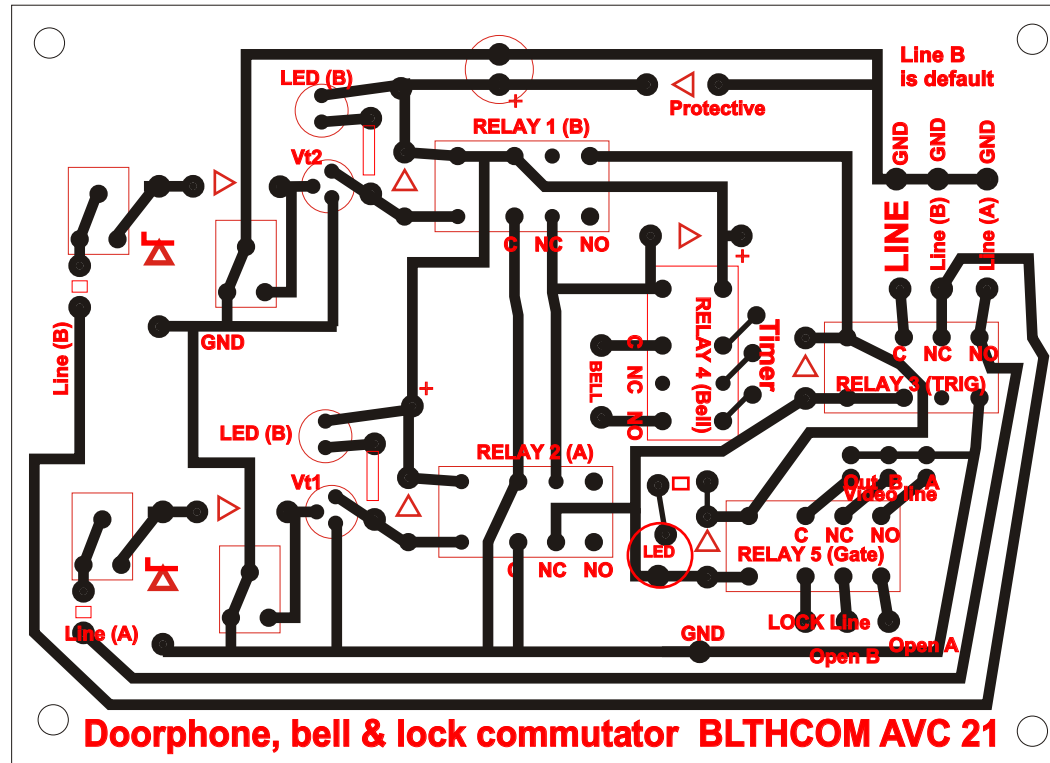 LED (B)
+
Line B
is default
Protective
RELAY 1 (B)
GND
GND
GND
Vt2
C
NC
NO
LINE
Line(B)
Line (A)
+
GND
Line (B)
RELAY 4 (Bell)
Timer
C
NC
NO
BELL
C
NC
NO
RELAY 3 (TRIG)
+
LED (B)
RELAY 2 (A)
Out
B
A
Video line
Vt1
C
NC
NO
LED
RELAY 5 (Gate)
C
NC
NO
Line (A)
GND
LOCK Line
Open A
Open B
Doorphone, bell & lock commutator BLTHCOM AVC 21